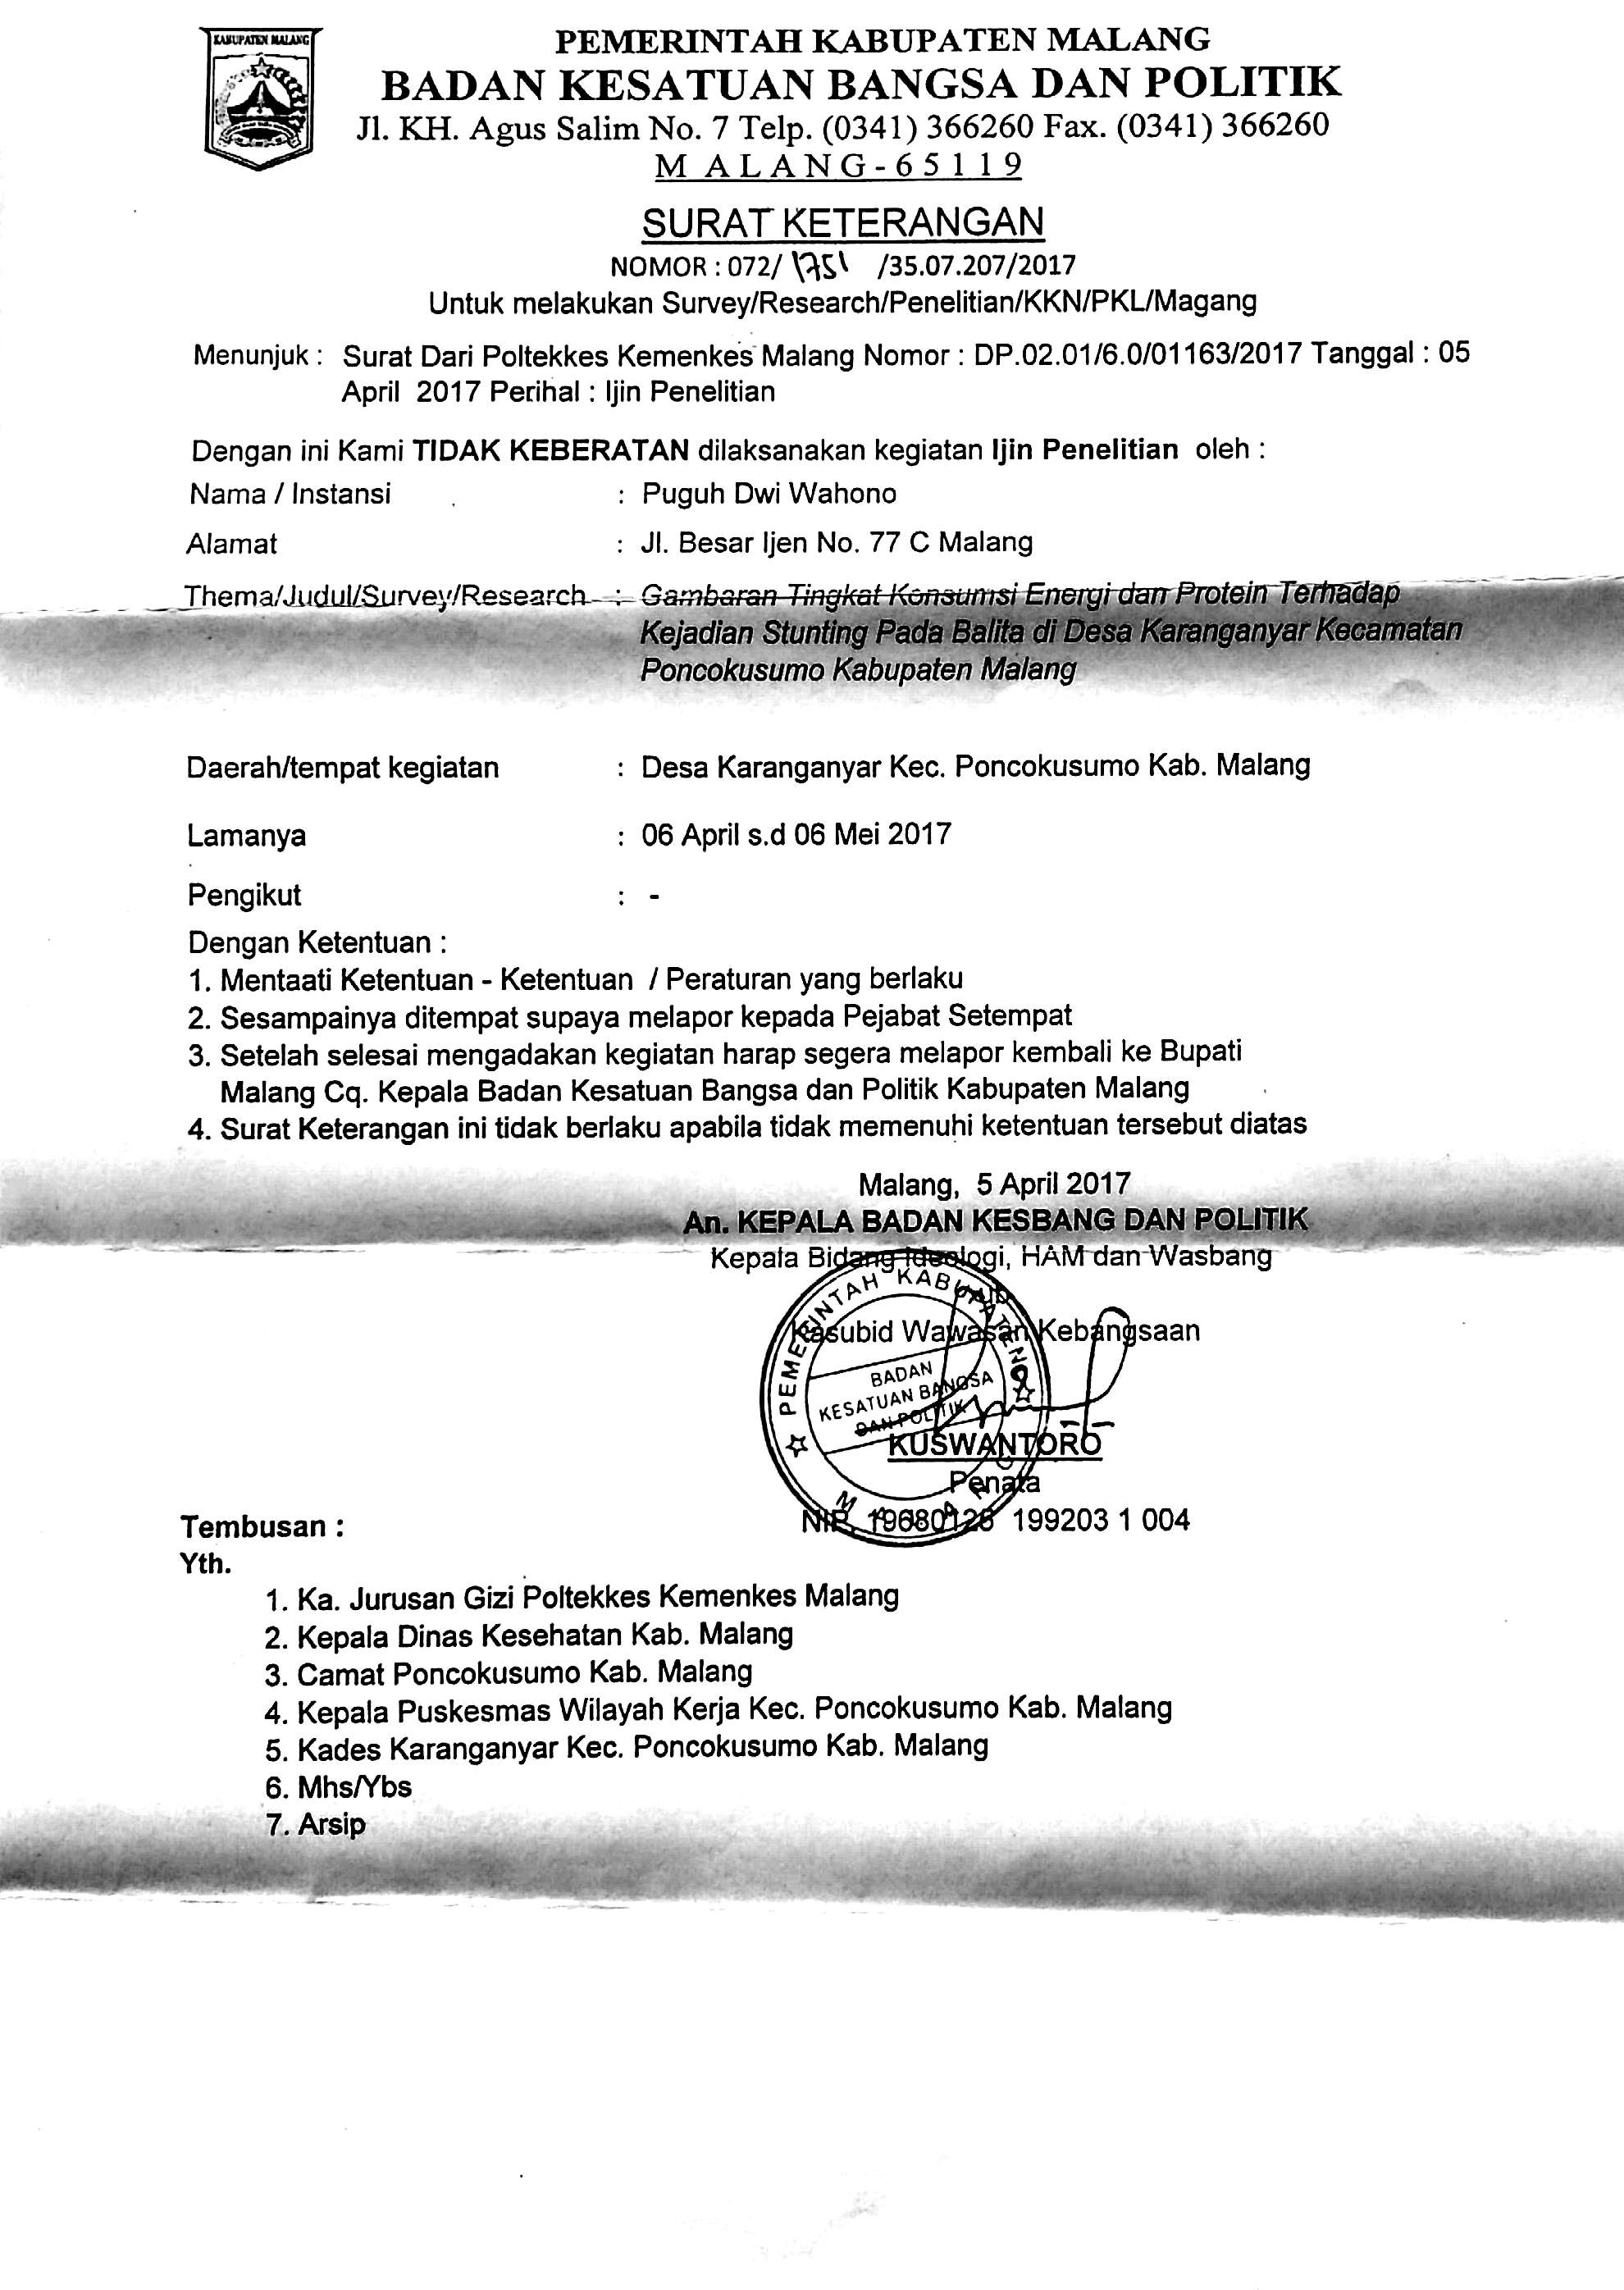 KABUPATEN MALANG
PEMERINTAH KABUPATEN MALANG
BADAN KESATUAN BANGSA DAN POLITIK
Jl. KH. Agus Salim No. 7 Telp. (0341) 366260 Fax. (0341) 366260
M A L A N G - 6 5 1 1 9
SURAT KETERANGAN
NOMOR : 072/ 1751 /35.07.207/2017
Untuk melakukan Survey/Research/Penelitian/KKN/PKL/Magang
Menunjuk : Surat Dari Poltekkes Kemenkes Malang Nomor : DP.02.01/6.0/01163/2017 Tanggal : 05
April 2017 Perihal : Ijin Penelitian
Dengan ini Kami TIDAK KEBERATAN dilaksanakan kegiatan Ijin Penelitian oleh :
Nama / Instansi : Puguh Dwi Wahono
Alamat : Jl. Besar Ijen No. 77 C Malang
Thema/Judul/Survey/Research : Gambaran Tingkat Konsumsi Energi dan Protein Terhadap
Kejadian Stunting Pada Balita di Desa Karanganyar Kecamatan
Poncokusumo Kabupaten Malang
Daerah/tempat kegiatan : Desa Karanganyar Kec. Poncokusumo Kab. Malang
Lamanya : 06 April s.d 06 Mei 2017
Pengikut : -
Dengan Ketentuan :
1. Mentaati Ketentuan - Ketentuan / Peraturan yang berlaku
2. Sesampainya ditempat supaya melapor kepada Pejabat Setempat
3. Setelah selesai mengadakan kegiatan harap segera melapor kembali ke Bupati
Malang Cq. Kepala Badan Kesatuan Bangsa dan Politik Kabupaten Malang
4. Surat Keterangan ini tidak berlaku apabila tidak memenuhi ketentuan tersebut diatas
Malang, 5 April 2017
An. KEPALA BADAN KESBANG DAN POLITIK
Kepala Bidang Ideologi, HAM dan Wasbang
Kasubid Wawasan Kebangsaan
PEMERINTAH KABUPATEN
BADAN
KESATUAN BANGSA
DAN POLITIK
MALANG
KUSWANTORO
Penata
NIP. 19680126 199203 1 004
Tembusan :
Yth.
1. Ka. Jurusan Gizi Poltekkes Kemenkes Malang
2. Kepala Dinas Kesehatan Kab. Malang
3. Camat Poncokusumo Kab. Malang
4. Kepala Puskesmas Wilayah Kerja Kec. Poncokusumo Kab. Malang
5. Kades Karanganyar Kec. Poncokusumo Kab. Malang
6. Mhs/Ybs
7. Arsip